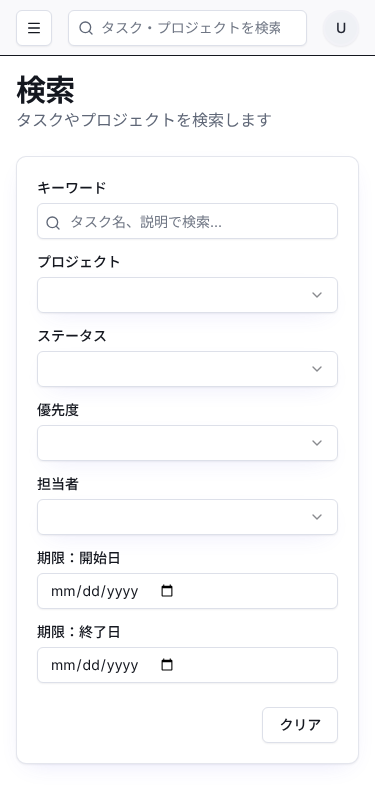 タスク・プロジェクトを検索
U
検索
タスクやプロジェクトを検索します
キーワード
タスク名、説明で検索...
プロジェクト
ステータス
優先度
担当者
期限：開始日
mm/dd/yyyy
期限：終了日
mm/dd/yyyy
クリア